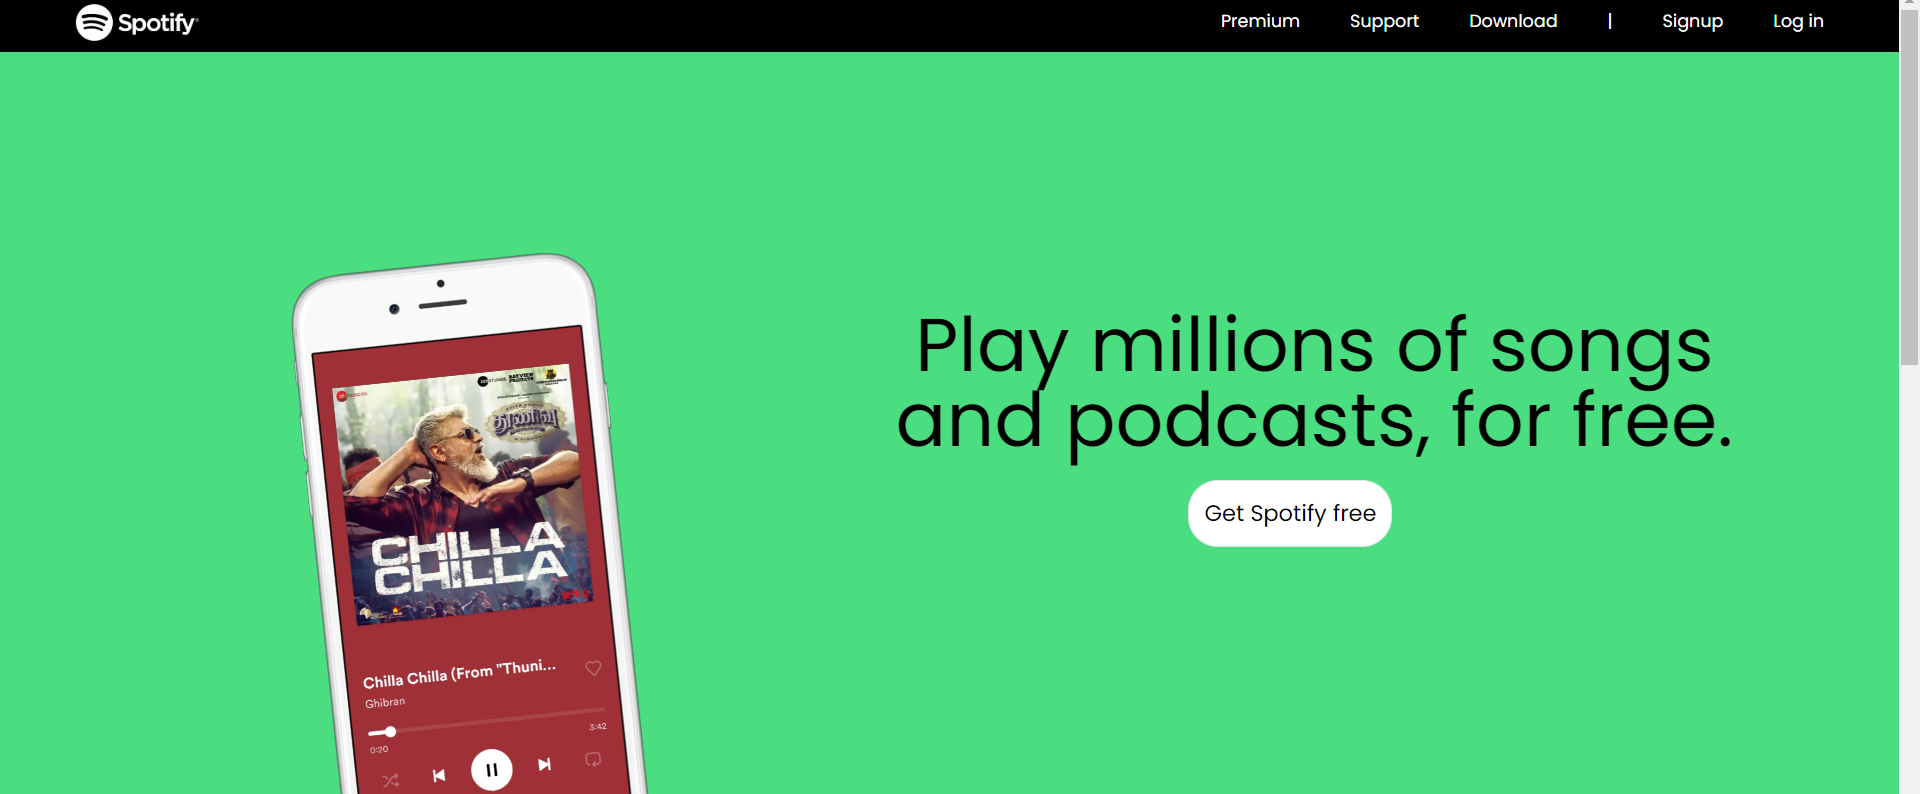 Spotify®
Premium Support Download | Signup Log in
Play millions of songs
and podcasts, for free.
Get Spotify free
துணிவு
CHILLA
CHILLA
NETFLIX
Chilla Chilla (From "Thuni...
Ghibran
0:20
3:42